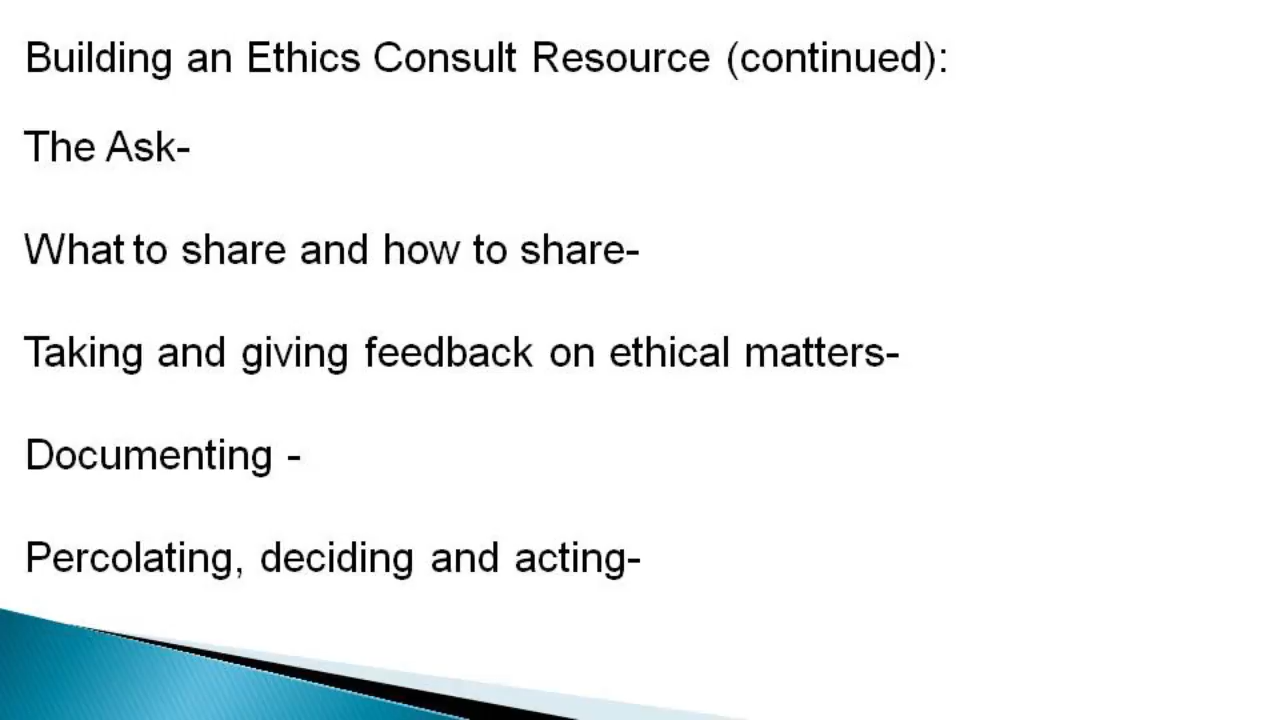 Building an Ethics Consult Resource (continued):
The Ask-
What to share and how to share-
Taking and giving feedback on ethical matters-
Documenting -
Percolating, deciding and acting-